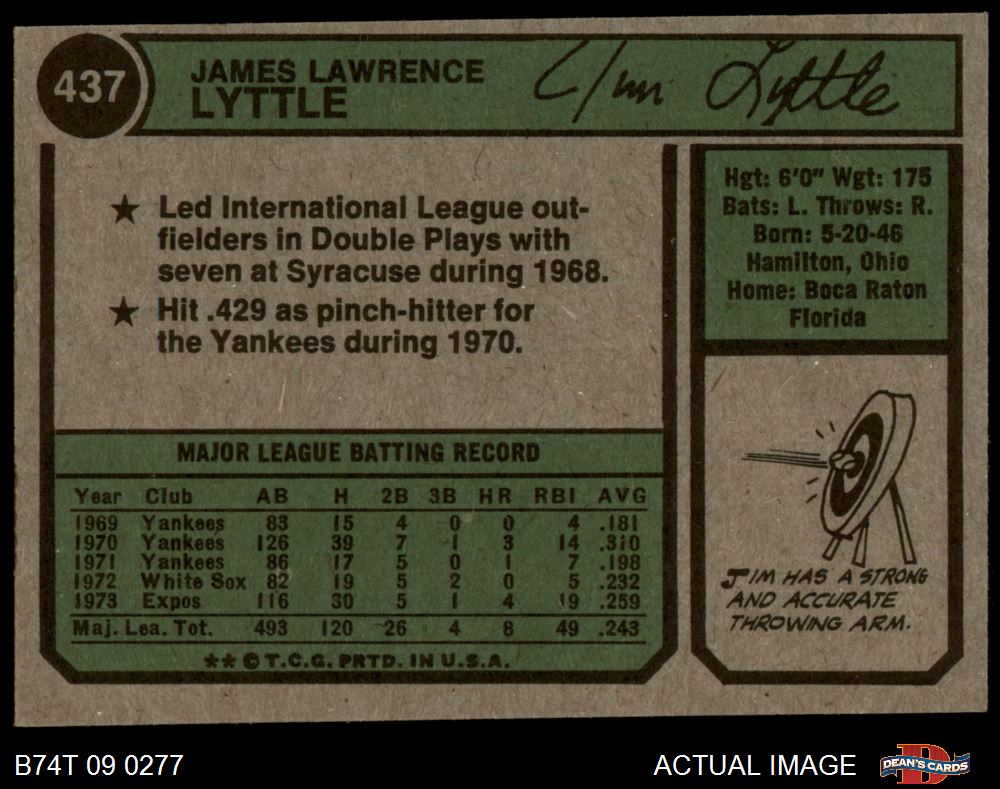 437
JAMES LAWRENCE
LYTTLE
Jim Lyttle
★ Led International League out-
fielders in Double Plays with
seven at Syracuse during 1968.
★ Hit .429 as pinch-hitter for
the Yankees during 1970.
Hgt: 6'0" Wgt: 175
Bats: L. Throws: R.
Born: 5-20-46
Hamilton, Ohio
Home: Boca Raton
Florida
MAJOR LEAGUE BATTING RECORD
Year Club AB H 2B 3B HR RBI AVG
1969 Yankees 83 15 4 0 0 4 .181
1970 Yankees 126 39 7 1 3 14 .310
1971 Yankees 86 17 5 0 1 7 .198
1972 White Sox 82 19 5 2 0 5 .232
1973 Expos 116 30 5 1 4 19 .259
Maj. Lea. Tot. 493 120 26 4 8 49 .243
** © T.C.G. PRTD. IN U.S.A.
JIM HAS A STRONG
AND ACCURATE
THROWING ARM.
B74T 09 0277
ACTUAL IMAGE
D
DEAN'S CARDS